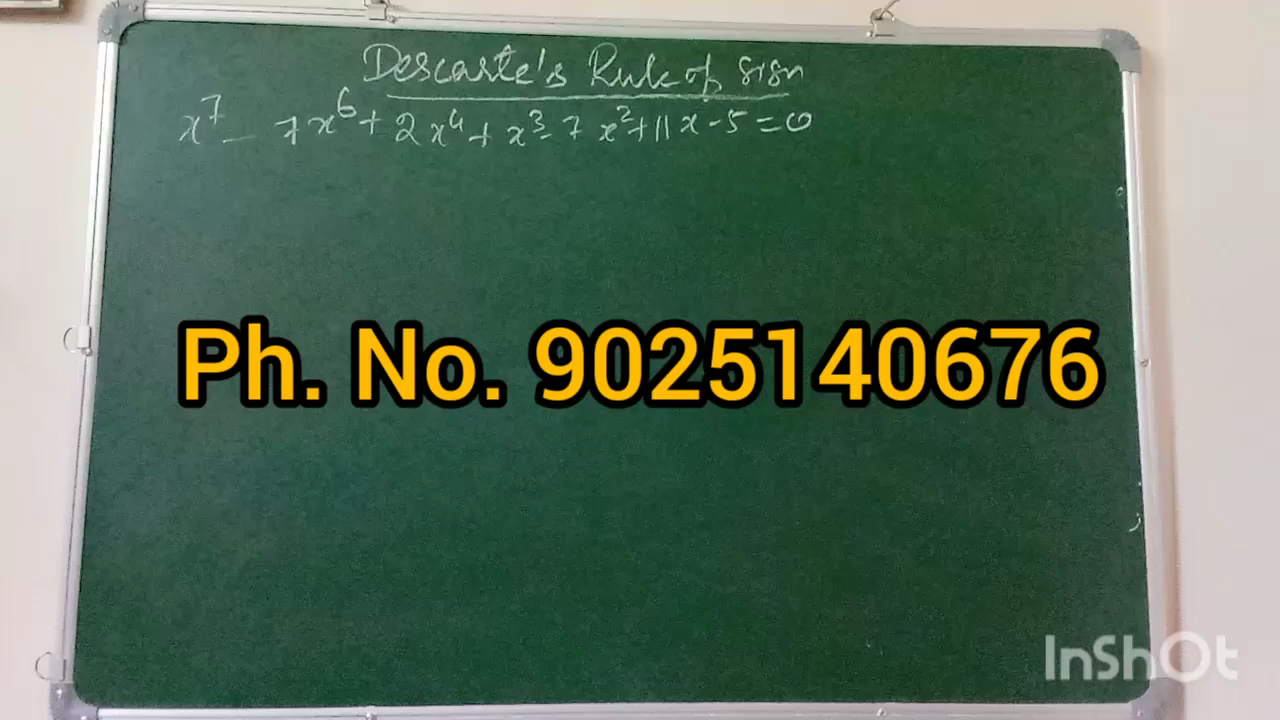 Descarte's Rule of sign
x⁷ - 7x⁶ + 2x⁴ + x³ - 7x² + 11x - 5 = 0
Ph. No. 9025140676
InShOt